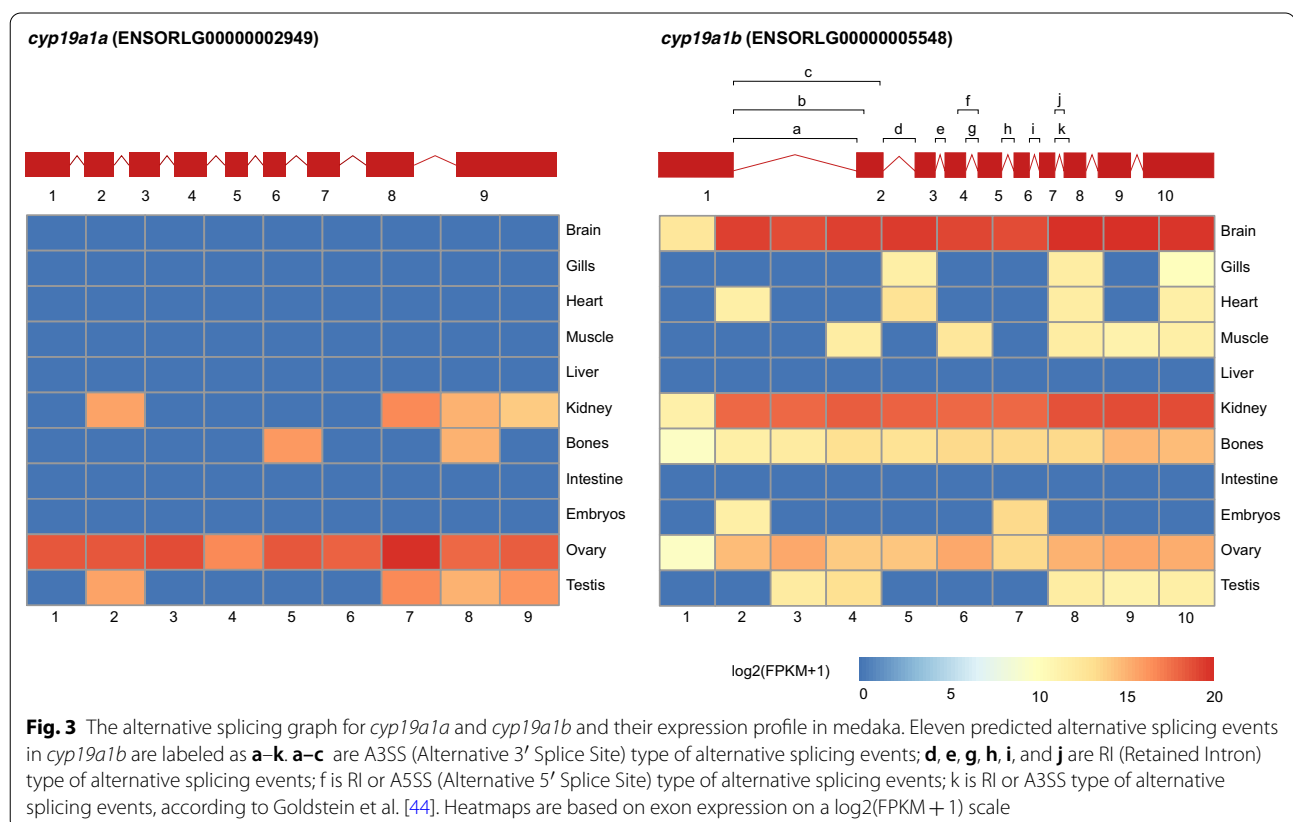 cyp19a1a (ENSORLG00000002949)
cyp19a1b (ENSORLG00000005548)
c
b
f
j
a
d
e
g
h
i
k
1 2 3 4 5 6 7 8 9
1 2 3 4 5 6 7 8 9 10
Brain
Gills
Heart
Muscle
Liver
Kidney
Bones
Intestine
Embryos
Ovary
Testis
Brain
Gills
Heart
Muscle
Liver
Kidney
Bones
Intestine
Embryos
Ovary
Testis
1 2 3 4 5 6 7 8 9
1 2 3 4 5 6 7 8 9 10
log2(FPKM+1)
0 5 10 15 20
Fig. 3 The alternative splicing graph for cyp19a1a and cyp19a1b and their expression profile in medaka. Eleven predicted alternative splicing events
in cyp19a1b are labeled as a–k. a–c are A3SS (Alternative 3′ Splice Site) type of alternative splicing events; d, e, g, h, i, and j are RI (Retained Intron)
type of alternative splicing events; f is RI or A5SS (Alternative 5′ Splice Site) type of alternative splicing events; k is RI or A3SS type of alternative
splicing events, according to Goldstein et al. [44]. Heatmaps are based on exon expression on a log2(FPKM + 1) scale